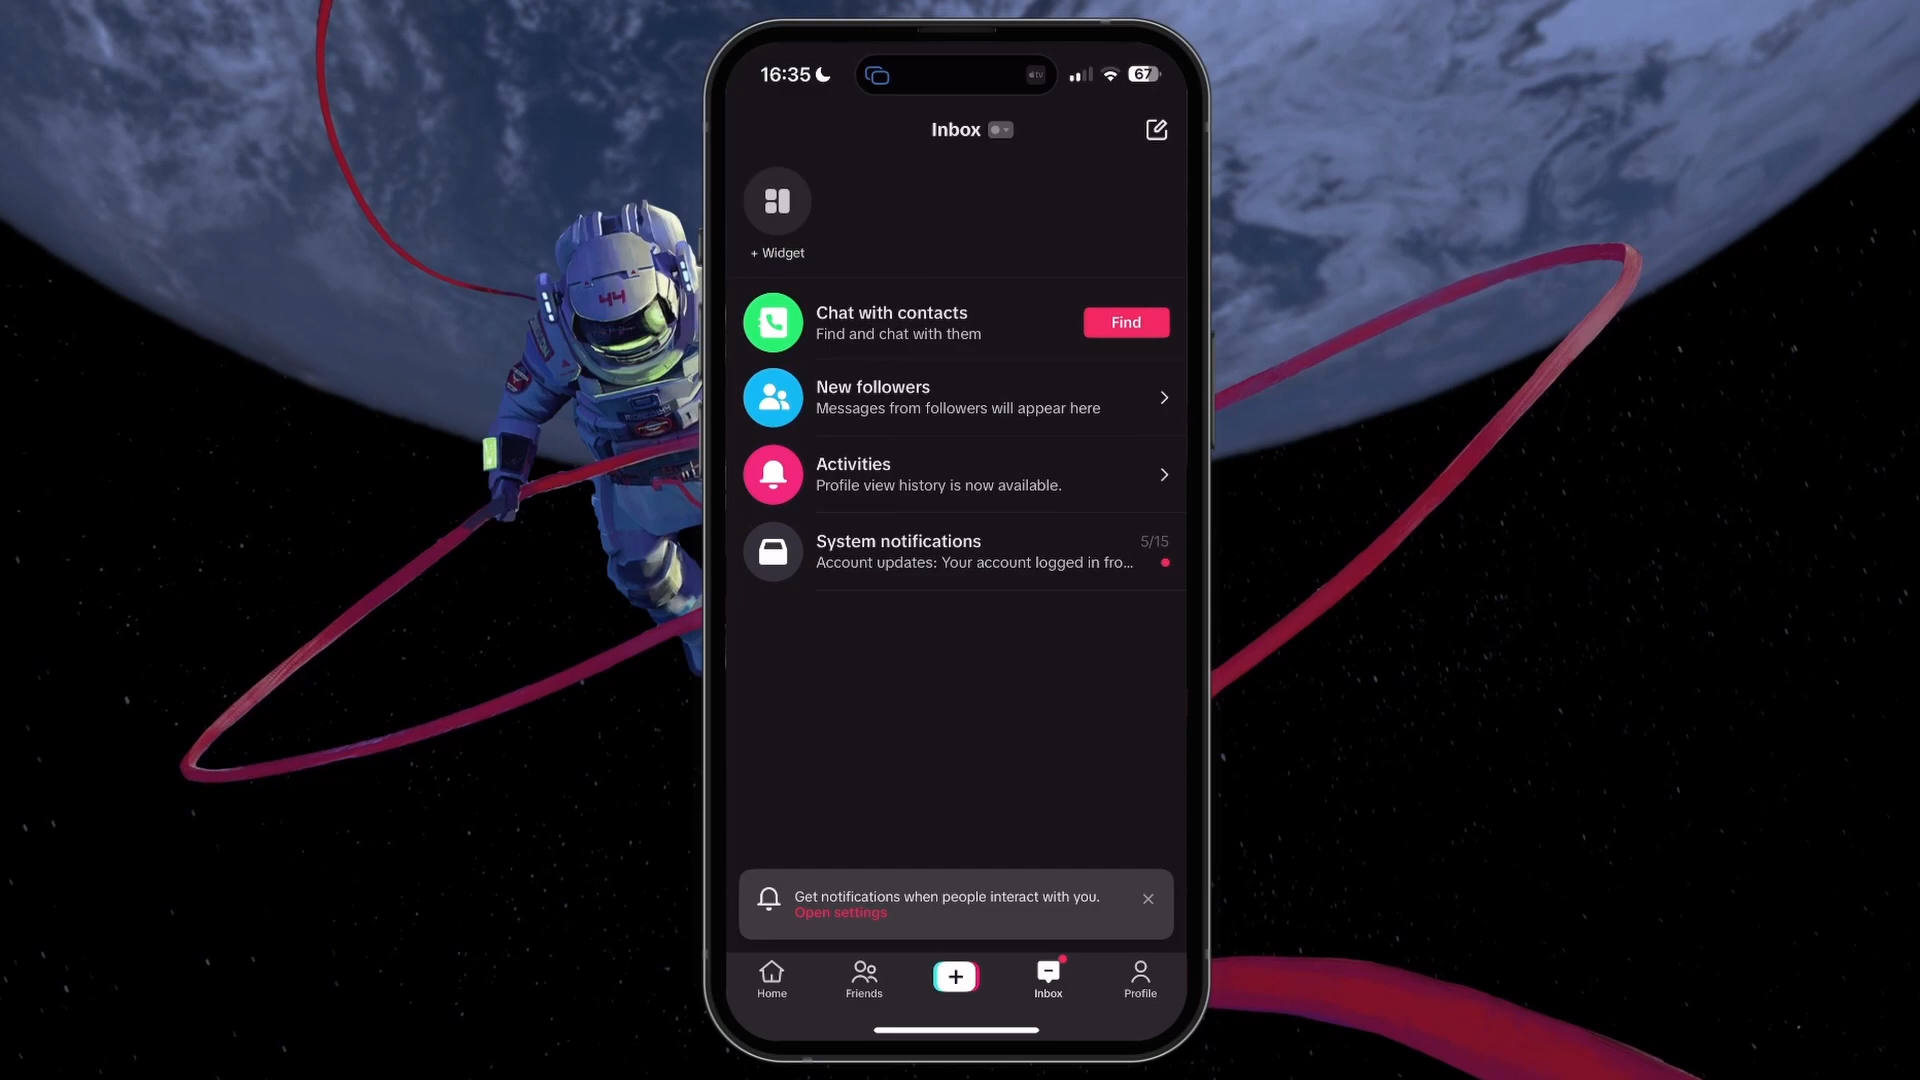 16:35
tv
67
Inbox
+ Widget
Chat with contacts
Find and chat with them
Find
New followers
Messages from followers will appear here
Activities
Profile view history is now available.
System notifications
5/15
Account updates: Your account logged in fro...
44
Get notifications when people interact with you.
Open settings
Home
Friends
Inbox
Profile